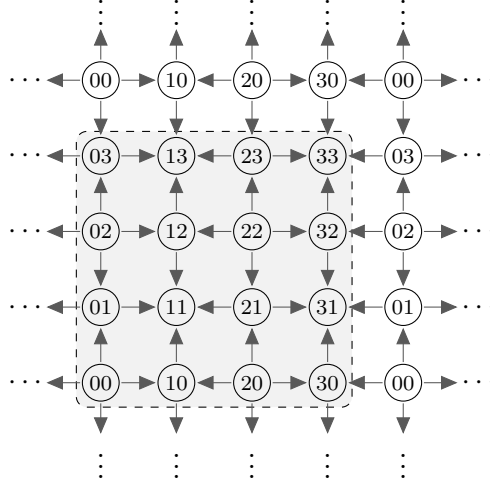 ⋮ ⋮ ⋮ ⋮ ⋮
··· 00 10 20 30 00 ···
··· 03 13 23 33 03 ···
··· 02 12 22 32 02 ···
··· 01 11 21 31 01 ···
··· 00 10 20 30 00 ···
⋮ ⋮ ⋮ ⋮ ⋮